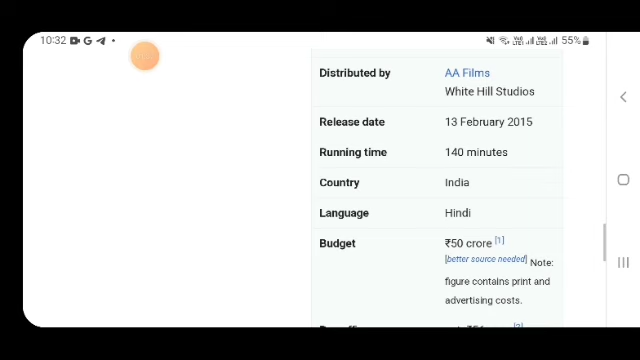 10:32 55%
Distributed by AA Films
White Hill Studios
Release date 13 February 2015
Running time 140 minutes
Country India
Language Hindi
Budget ₹50 crore [1]
[better source needed] Note:
figure contains print and
advertising costs.